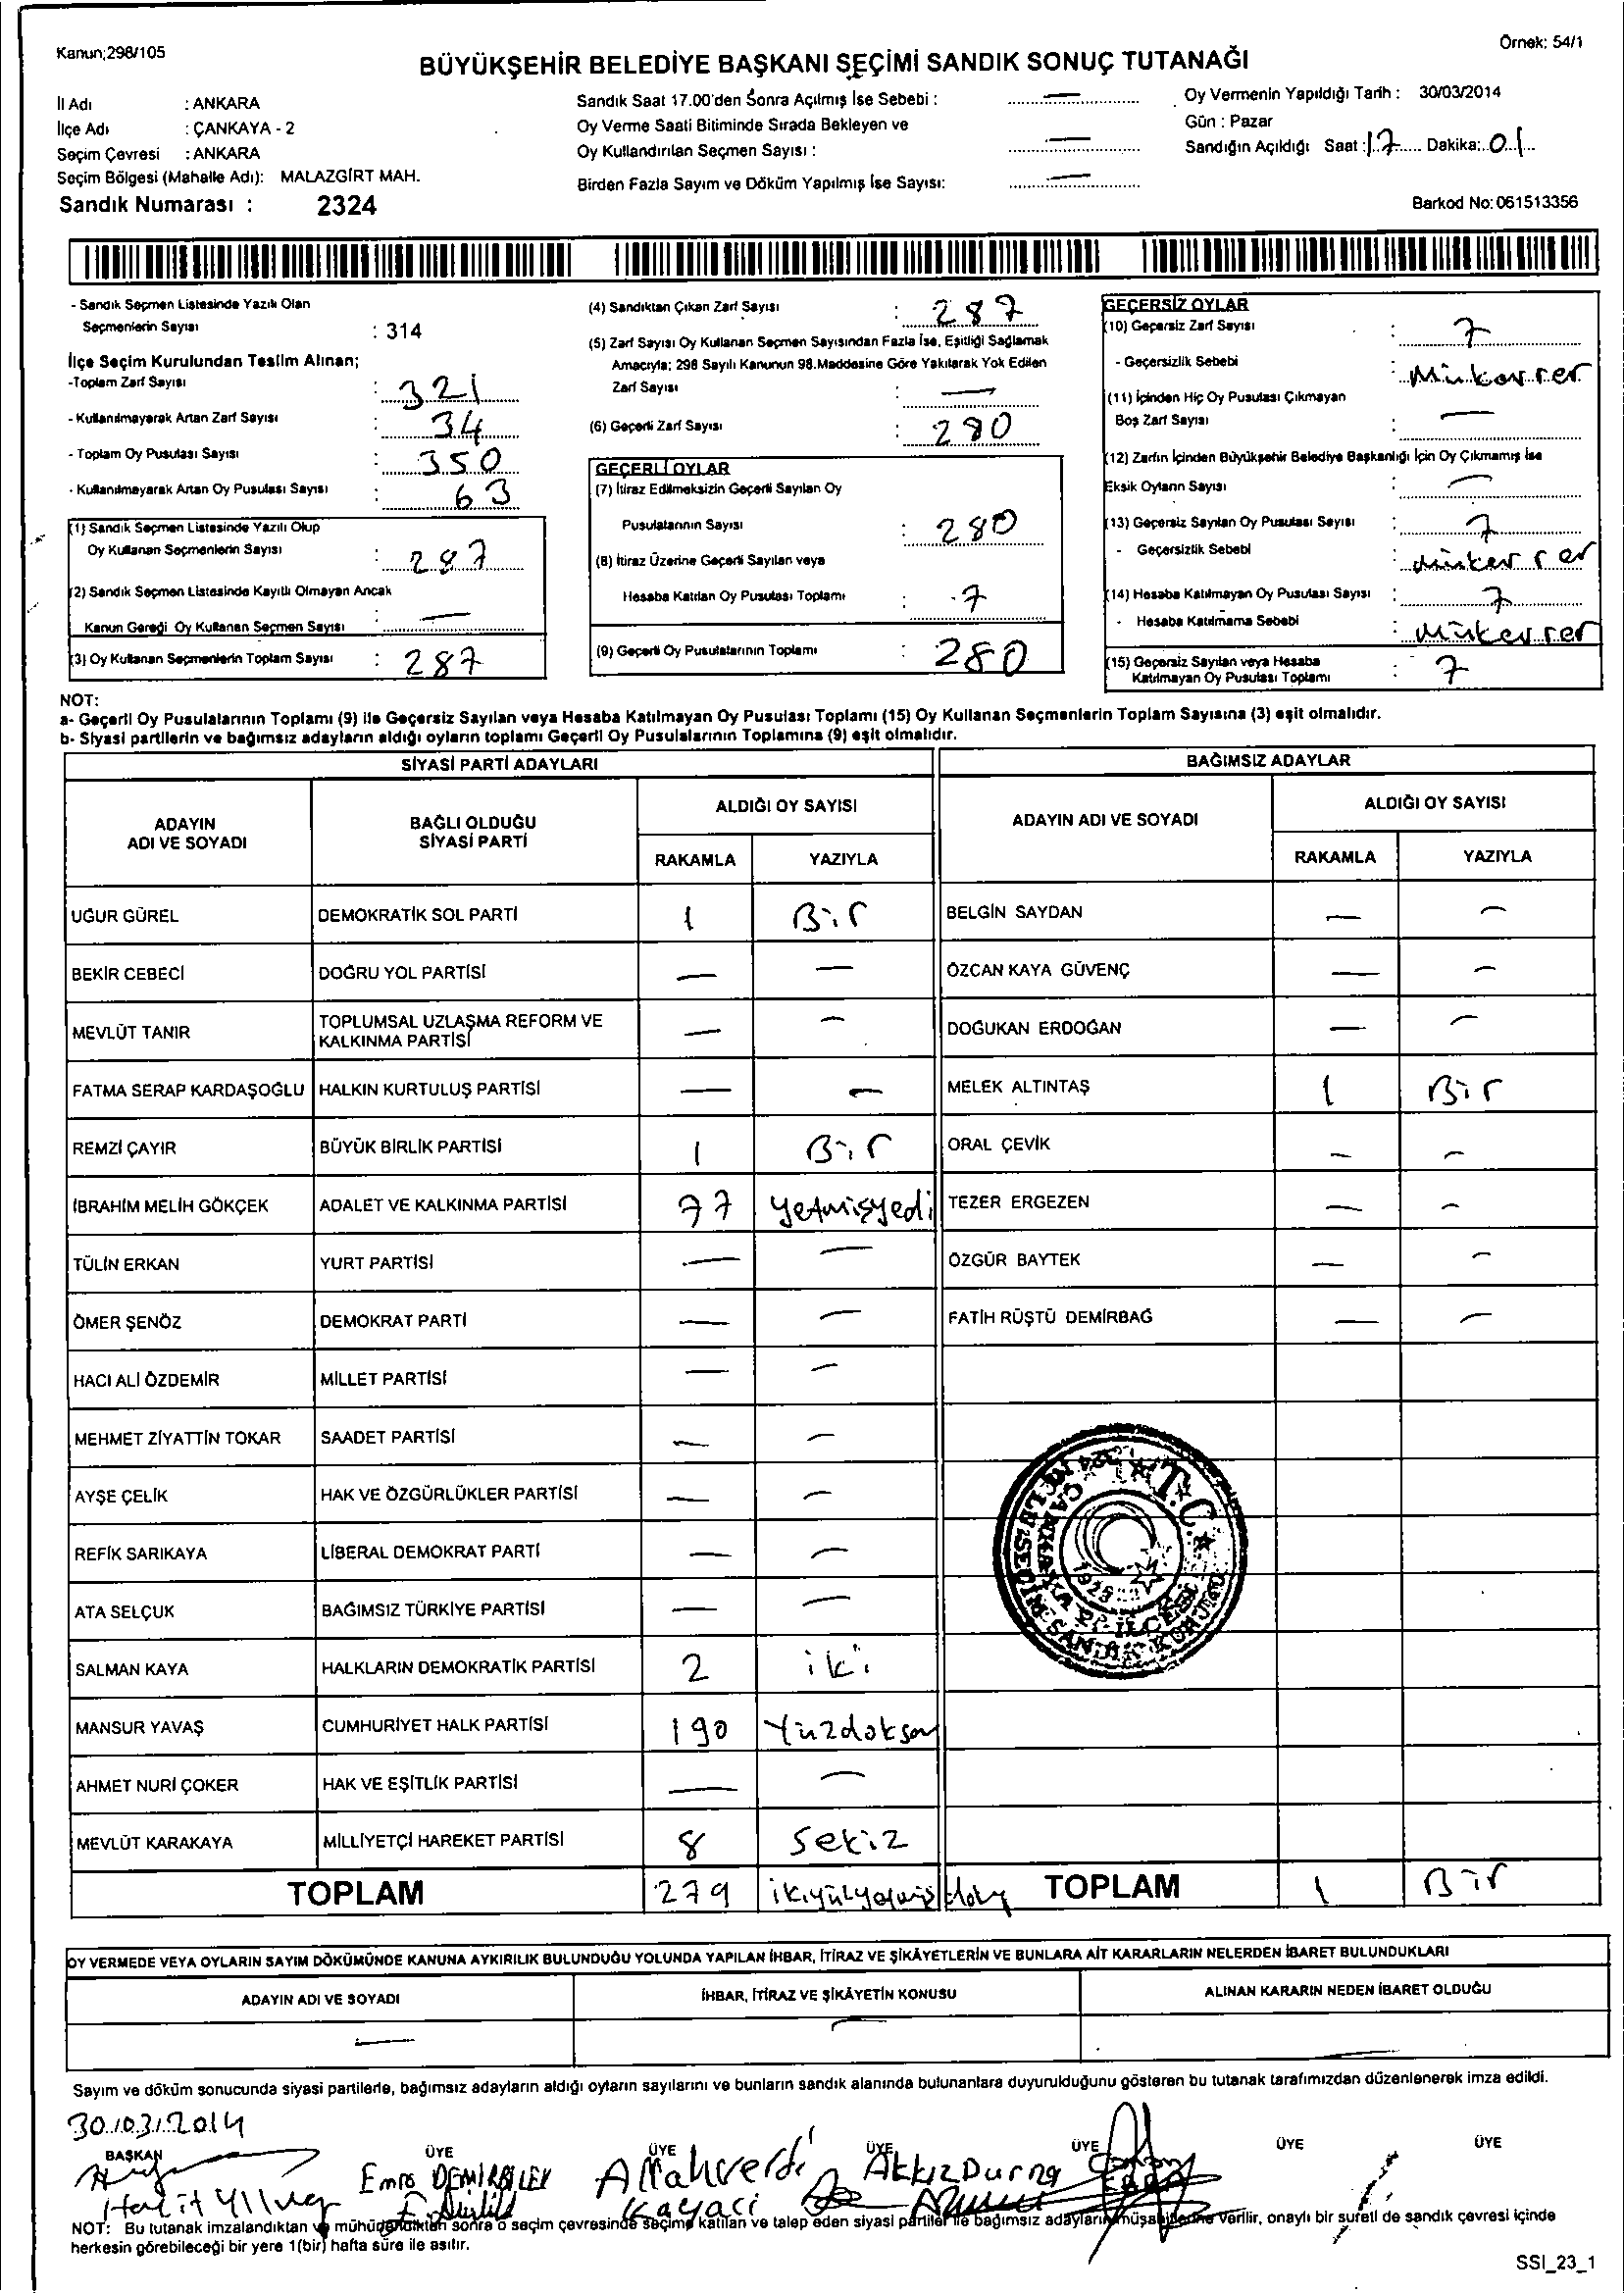 Kanun;298/105
Örnek: 54/1
BÜYÜKŞEHİR BELEDİYE BAŞKANI SEÇİMİ SANDIK SONUÇ TUTANAĞI
İl Adı : ANKARA
İlçe Adı : ÇANKAYA - 2
Seçim Çevresi : ANKARA
Seçim Bölgesi (Mahalle Adı): MALAZGİRT MAH.
Sandık Numarası : 2324
Sandık Saat 17.00'den Sonra Açılmış İse Sebebi : —
Oy Verme Saati Bitiminde Sırada Bekleyen ve
Oy Kullandırılan Seçmen Sayısı : —
Birden Fazla Sayım ve Döküm Yapılmış İse Sayısı: —
Oy Vermenin Yapıldığı Tarih : 30/03/2014
Gün : Pazar
Sandığın Açıldığı Saat : 17 Dakika: 01
Barkod No: 061513356
- Sandık Seçmen Listesinde Yazılı Olan
Seçmenlerin Sayısı : 314
İlçe Seçim Kurulundan Teslim Alınan;
-Toplam Zarf Sayısı : 321
- Kullanılmayarak Artan Zarf Sayısı : 34
- Toplam Oy Pusulası Sayısı : 350
- Kullanılmayarak Artan Oy Pusulası Sayısı : 63
(1) Sandık Seçmen Listesinde Yazılı Olup
Oy Kullanan Seçmenlerin Sayısı : 287
(2) Sandık Seçmen Listesinde Kayıtlı Olmayan Ancak
Kanun Gereği Oy Kullanan Seçmen Sayısı : —
(3) Oy Kullanan Seçmenlerin Toplam Sayısı : 287
(4) Sandıktan Çıkan Zarf Sayısı : 287
(5) Zarf Sayısı Oy Kullanan Seçmen Sayısından Fazla İse, Eşitliği Sağlamak
Amacıyla; 298 Sayılı Kanunun 98.Maddesine Göre Yakılarak Yok Edilen
Zarf Sayısı : —
(6) Geçerli Zarf Sayısı : 280
GEÇERLİ OYLAR
(7) İtiraz Edilmeksizin Geçerli Sayılan Oy
Pusulalarının Sayısı : 280
(8) İtiraz Üzerine Geçerli Sayılan veya
Hesaba Katılan Oy Pusulası Toplamı : 7
(9) Geçerli Oy Pusulalarının Toplamı : 280
GEÇERSİZ OYLAR
(10) Geçersiz Zarf Sayısı : 7
- Geçersizlik Sebebi : Mükerrer
(11) İçinden Hiç Oy Pusulası Çıkmayan
Boş Zarf Sayısı : —
(12) Zarfın İçinden Büyükşehir Belediye Başkanlığı İçin Oy Çıkmamış İse
Eksik Oyların Sayısı : —
(13) Geçersiz Sayılan Oy Pusulası Sayısı : 7
- Geçersizlik Sebebi : Mükerrer
(14) Hesaba Katılmayan Oy Pusulası Sayısı : 7
- Hesaba Katılmama Sebebi : Mükerrer
(15) Geçersiz Sayılan veya Hesaba
Katılmayan Oy Pusulası Toplamı : 7
NOT:
a- Geçerli Oy Pusulalarının Toplamı (9) ile Geçersiz Sayılan veya Hesaba Katılmayan Oy Pusulası Toplamı (15) Oy Kullanan Seçmenlerin Toplam Sayısına (3) eşit olmalıdır.
b- Siyasi partilerin ve bağımsız adayların aldığı oyların toplamı Geçerli Oy Pusulalarının Toplamına (9) eşit olmalıdır.
SİYASİ PARTİ ADAYLARI BAĞIMSIZ ADAYLAR
ADAYIN ADI VE SOYADI BAĞLI OLDUĞU SİYASİ PARTİ ALDIĞI OY SAYISI ADAYIN ADI VE SOYADI ALDIĞI OY SAYISI
RAKAMLA YAZIYLA RAKAMLA YAZIYLA
UĞUR GÜREL DEMOKRATİK SOL PARTİ 1 Bir BELGİN SAYDAN — —
BEKİR CEBECİ DOĞRU YOL PARTİSİ — — ÖZCAN KAYA GÜVENÇ — —
MEVLÜT TANIR TOPLUMSAL UZLAŞMA REFORM VE KALKINMA PARTİSİ — — DOĞUKAN ERDOĞAN — —
FATMA SERAP KARDAŞOĞLU HALKIN KURTULUŞ PARTİSİ — — MELEK ALTINTAŞ 1 Bir
REMZİ ÇAYIR BÜYÜK BİRLİK PARTİSİ 1 Bir ORAL ÇEVİK — —
İBRAHİM MELİH GÖKÇEK ADALET VE KALKINMA PARTİSİ 77 yetmişyedi TEZER ERGEZEN — —
TÜLİN ERKAN YURT PARTİSİ — — ÖZGÜR BAYTEK — —
ÖMER ŞENÖZ DEMOKRAT PARTİ — — FATİH RÜŞTÜ DEMİRBAĞ — —
HACI ALİ ÖZDEMİR MİLLET PARTİSİ — —
MEHMET ZİYATTİN TOKAR SAADET PARTİSİ — —
AYŞE ÇELİK HAK VE ÖZGÜRLÜKLER PARTİSİ — —
REFİK SARIKAYA LİBERAL DEMOKRAT PARTİ — —
ATA SELÇUK BAĞIMSIZ TÜRKİYE PARTİSİ — —
SALMAN KAYA HALKLARIN DEMOKRATİK PARTİSİ 2 iki
MANSUR YAVAŞ CUMHURİYET HALK PARTİSİ 190 Yüzdoksan
AHMET NURİ ÇOKER HAK VE EŞİTLİK PARTİSİ — —
MEVLÜT KARAKAYA MİLLİYETÇİ HAREKET PARTİSİ 8 Sekiz
TOPLAM 279 TOPLAM 1 Bir
T.C.
OY VERMEDE VEYA OYLARIN SAYIM DÖKÜMÜNDE KANUNA AYKIRILIK BULUNDUĞU YOLUNDA YAPILAN İHBAR, İTİRAZ VE ŞİKÂYETLERİN VE BUNLARA AİT KARARLARIN NELERDEN İBARET BULUNDUKLARI
ADAYIN ADI VE SOYADI İHBAR, İTİRAZ VE ŞİKÂYETİN KONUSU ALINAN KARARIN NEDEN İBARET OLDUĞU
— — —
Sayım ve döküm sonucunda siyasi partilerle, bağımsız adayların aldığı oyların sayılarını ve bunların sandık alanında bulunanlara duyurulduğunu gösteren bu tutanak tarafımızdan düzenlenerek imza edildi.
30/03/2014
BAŞKAN ÜYE ÜYE ÜYE ÜYE ÜYE ÜYE
Emre DEMİRBİLEK Allahverdi Akkız Durna
Halit Kayacı
NOT: Bu tutanak imzalandıktan ve mühürlendikten sonra o seçim çevresinde seçime katılan ve talep eden siyasi partiler ile bağımsız adayların müşahitlerine verilir, onaylı bir sureti de sandık çevresi içinde
herkesin görebileceği bir yere 1(bir) hafta süre ile asılır.
SSI_23_1